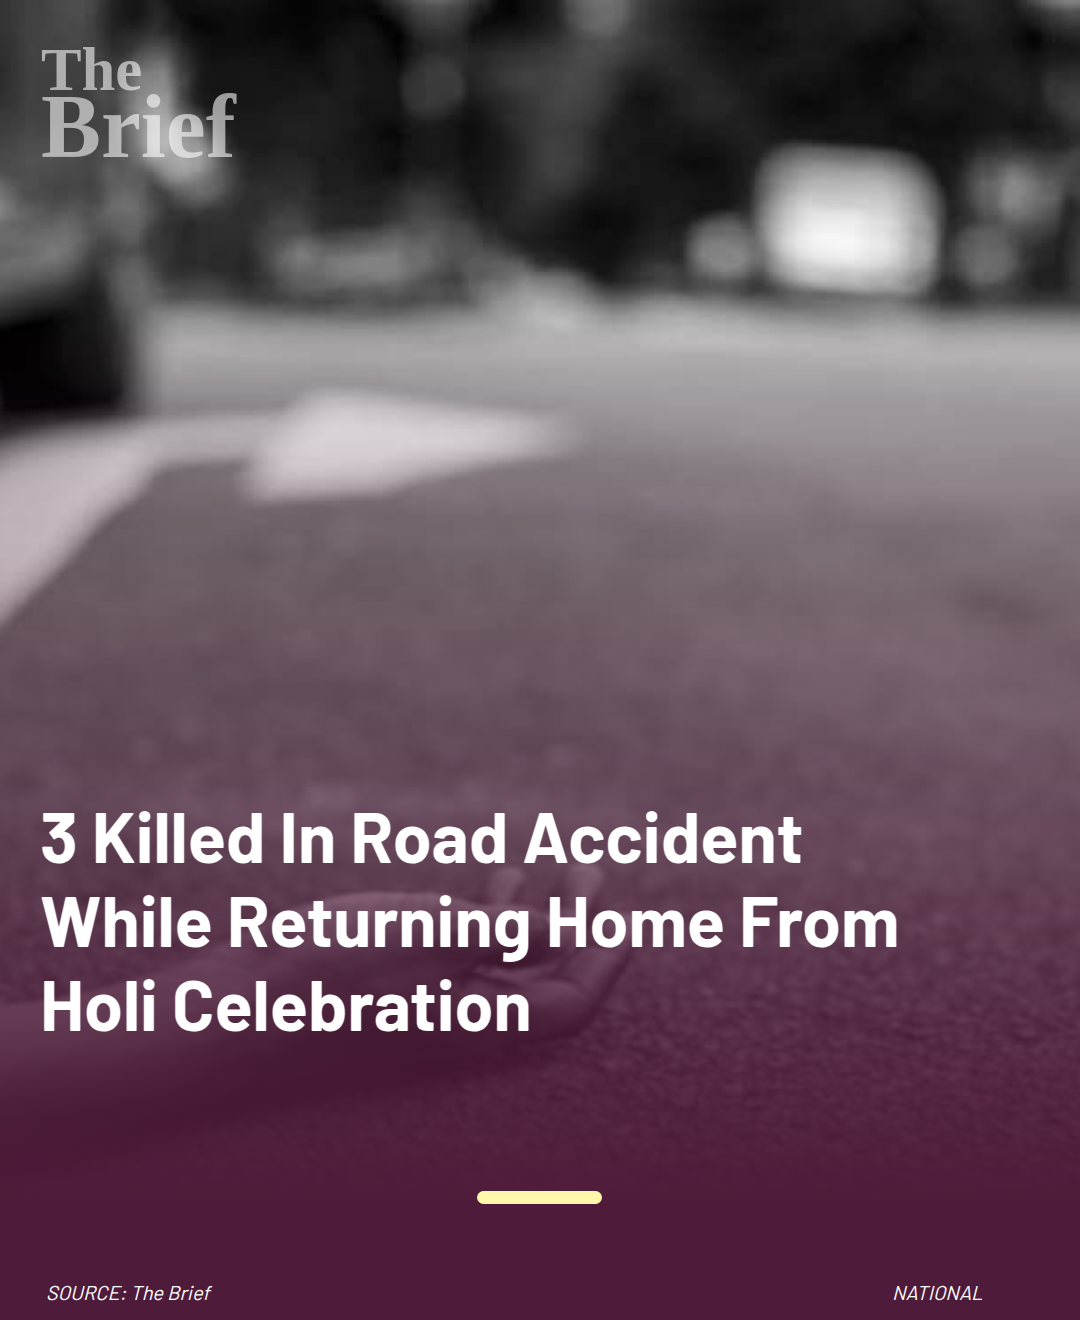 The
Brief
3 Killed In Road Accident
While Returning Home From
Holi Celebration
SOURCE: The Brief
NATIONAL